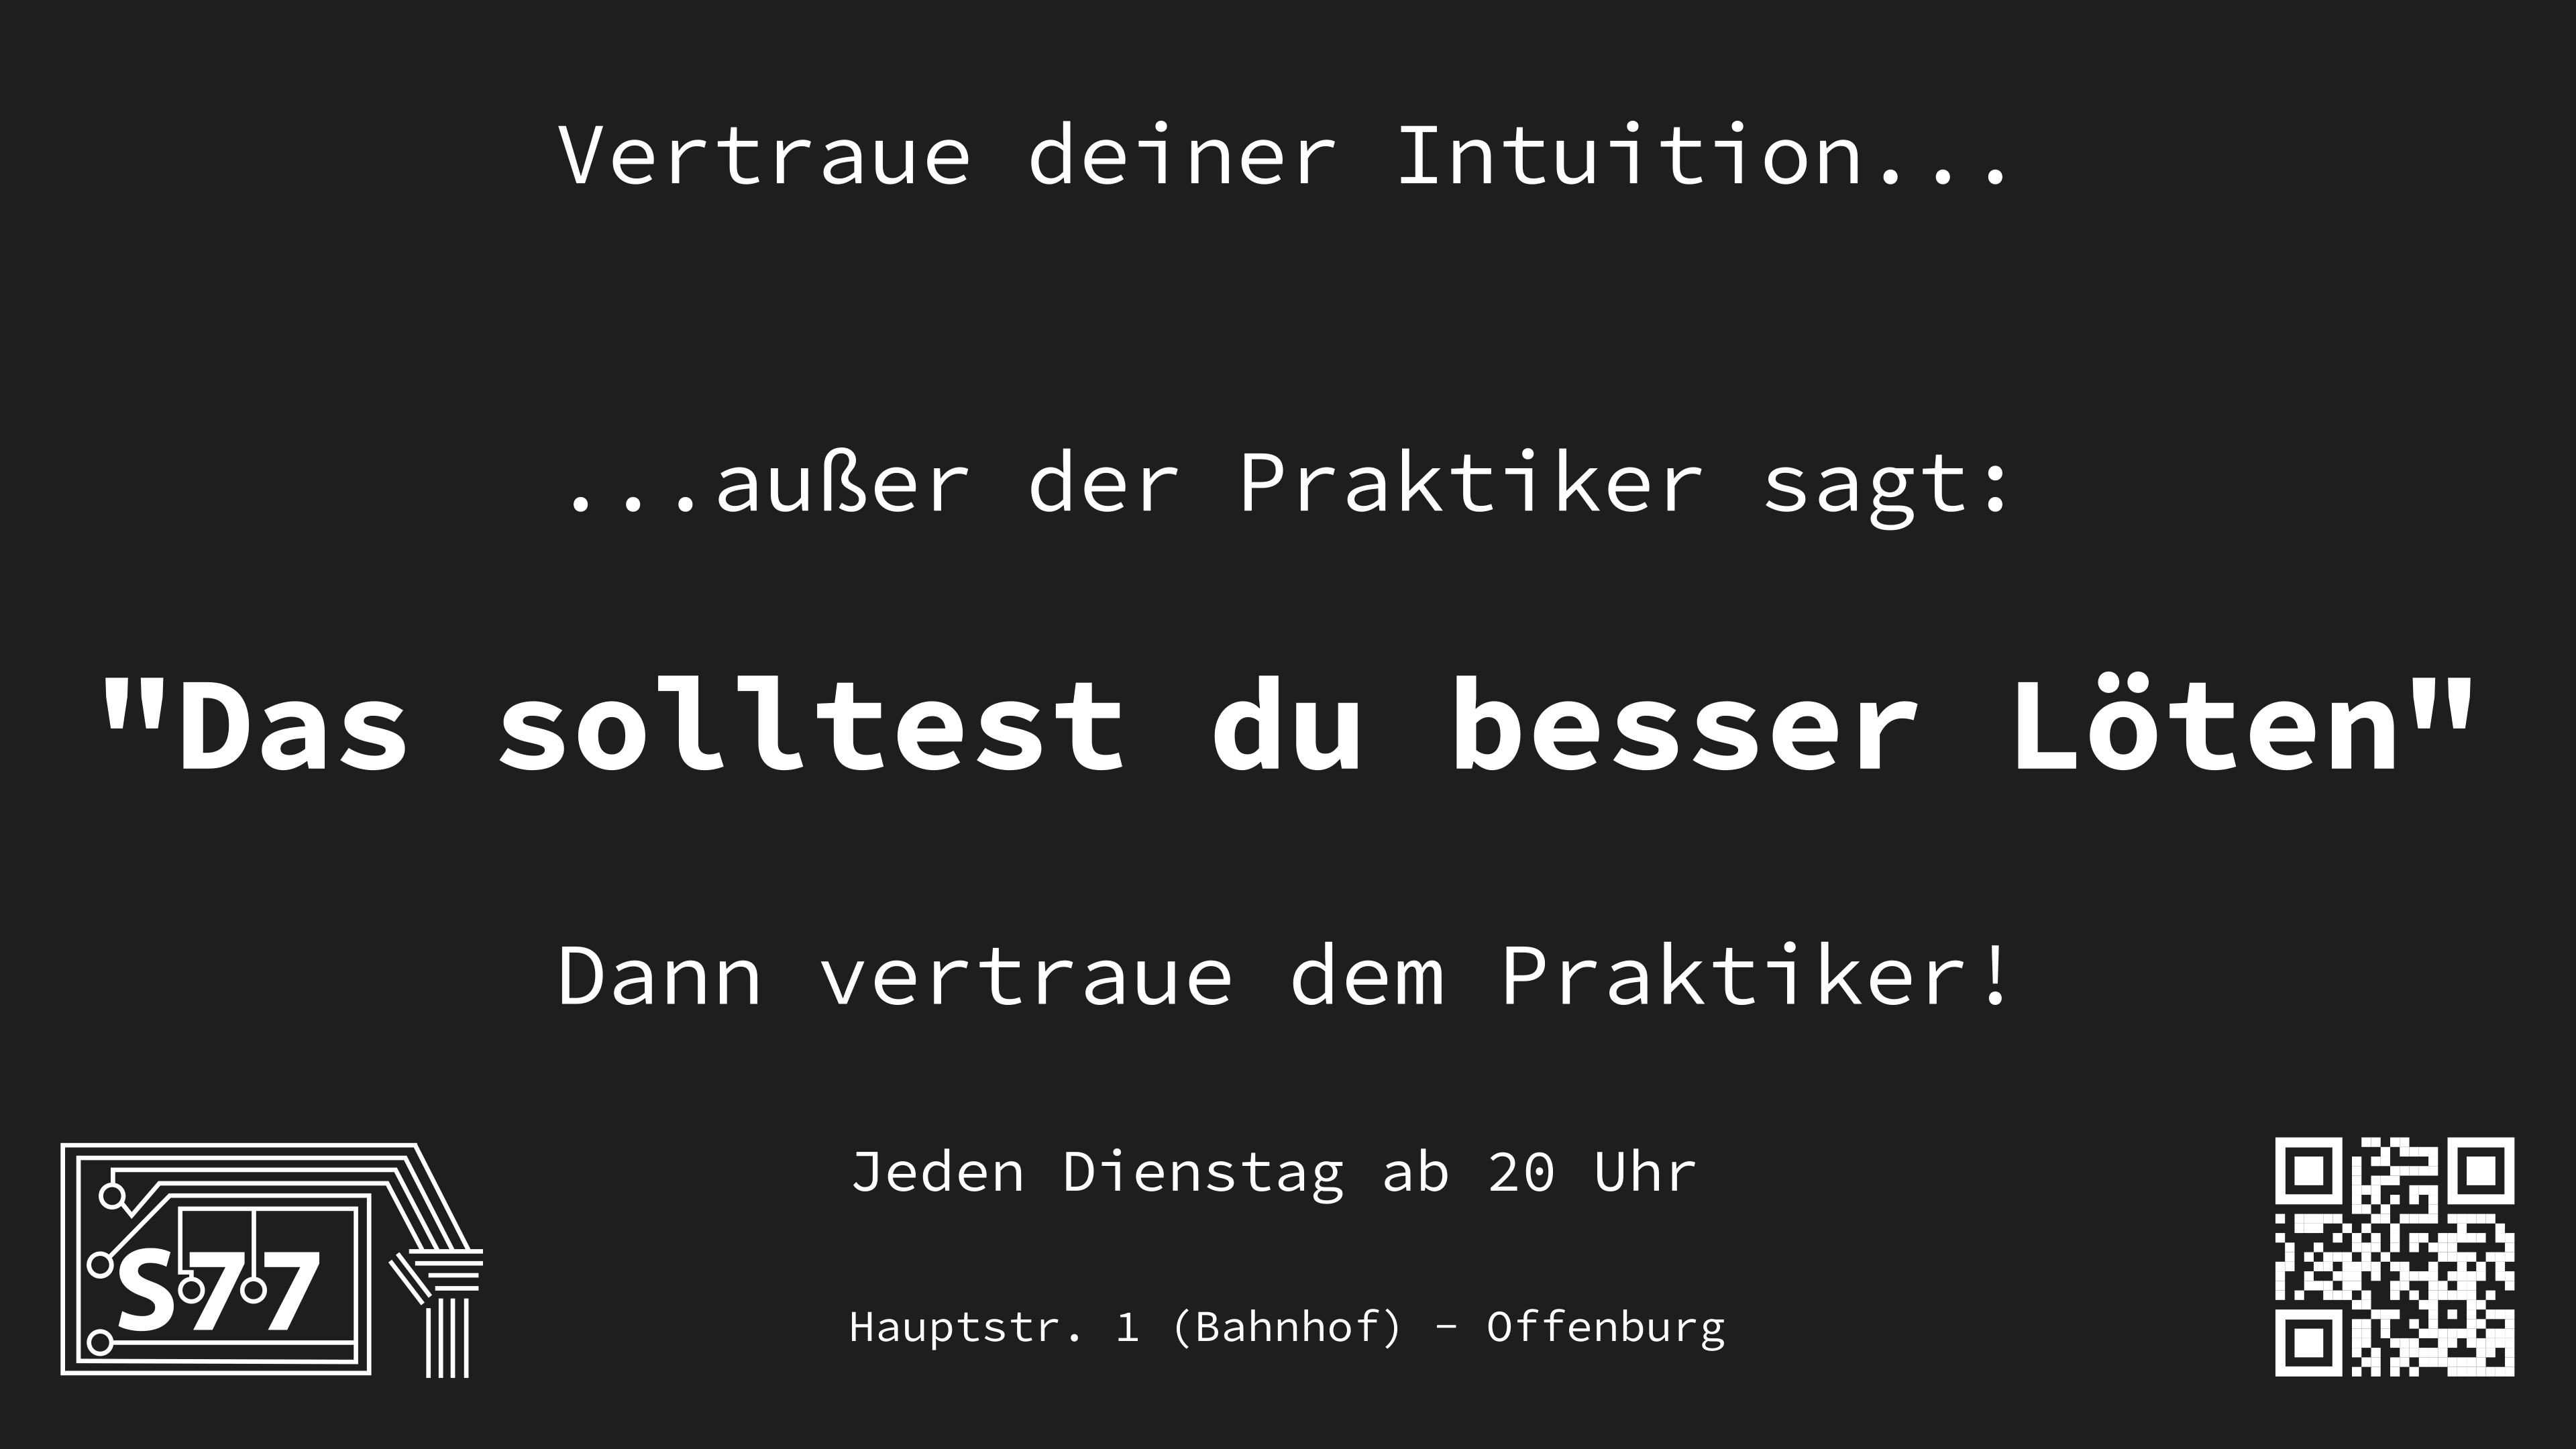 Vertraue deiner Intuition...
...außer der Praktiker sagt:
"Das solltest du besser Löten"
Dann vertraue dem Praktiker!
S77
Jeden Dienstag ab 20 Uhr
Hauptstr. 1 (Bahnhof) - Offenburg